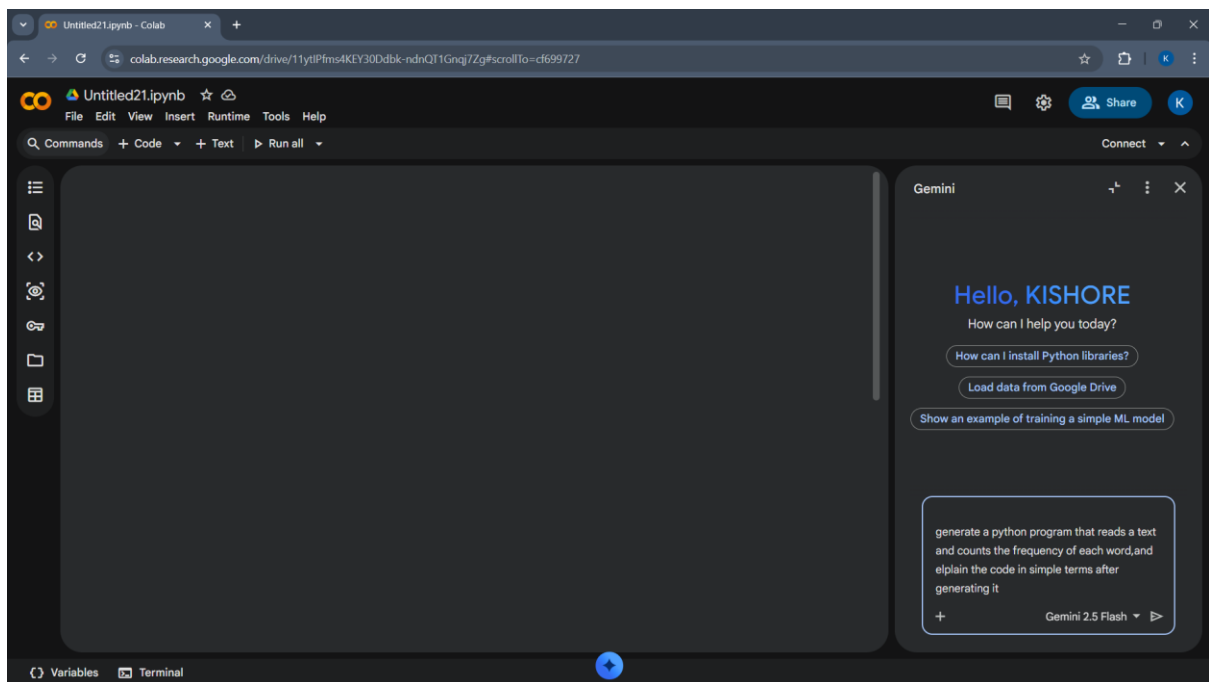 Untitled21.ipynb - Colab
colab.research.google.com/drive/11ytlPfms4KEY30Ddbk-ndnQT1Gnqj7Zg#scrollTo=cf699727
K
Untitled21.ipynb
File Edit View Insert Runtime Tools Help
Share
K
Commands + Code + Text Run all
Connect
Gemini
Hello, KISHORE
How can I help you today?
How can I install Python libraries?
Load data from Google Drive
Show an example of training a simple ML model
generate a python program that reads a text
and counts the frequency of each word,and
elplain the code in simple terms after
generating it
+ Gemini 2.5 Flash
{} Variables Terminal